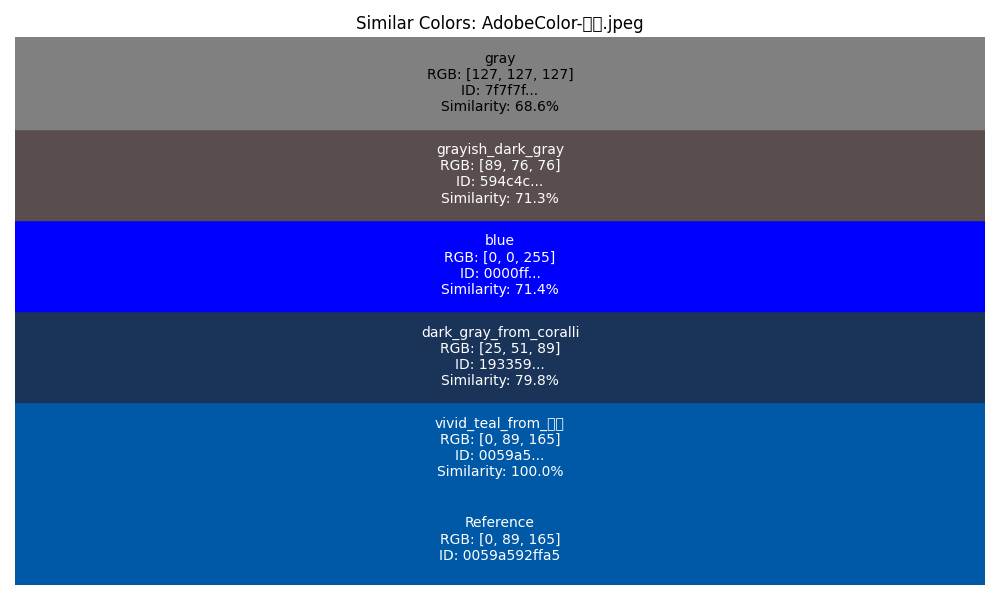 Similar Colors: AdobeColor-.jpeg
gray
RGB: [127, 127, 127]
ID: 7f7f7f...
Similarity: 68.6%
grayish_dark_gray
RGB: [89, 76, 76]
ID: 594c4c...
Similarity: 71.3%
blue
RGB: [0, 0, 255]
ID: 0000ff...
Similarity: 71.4%
dark_gray_from_coralli
RGB: [25, 51, 89]
ID: 193359...
Similarity: 79.8%
vivid_teal_from_
RGB: [0, 89, 165]
ID: 0059a5...
Similarity: 100.0%
Reference
RGB: [0, 89, 165]
ID: 0059a592ffa5